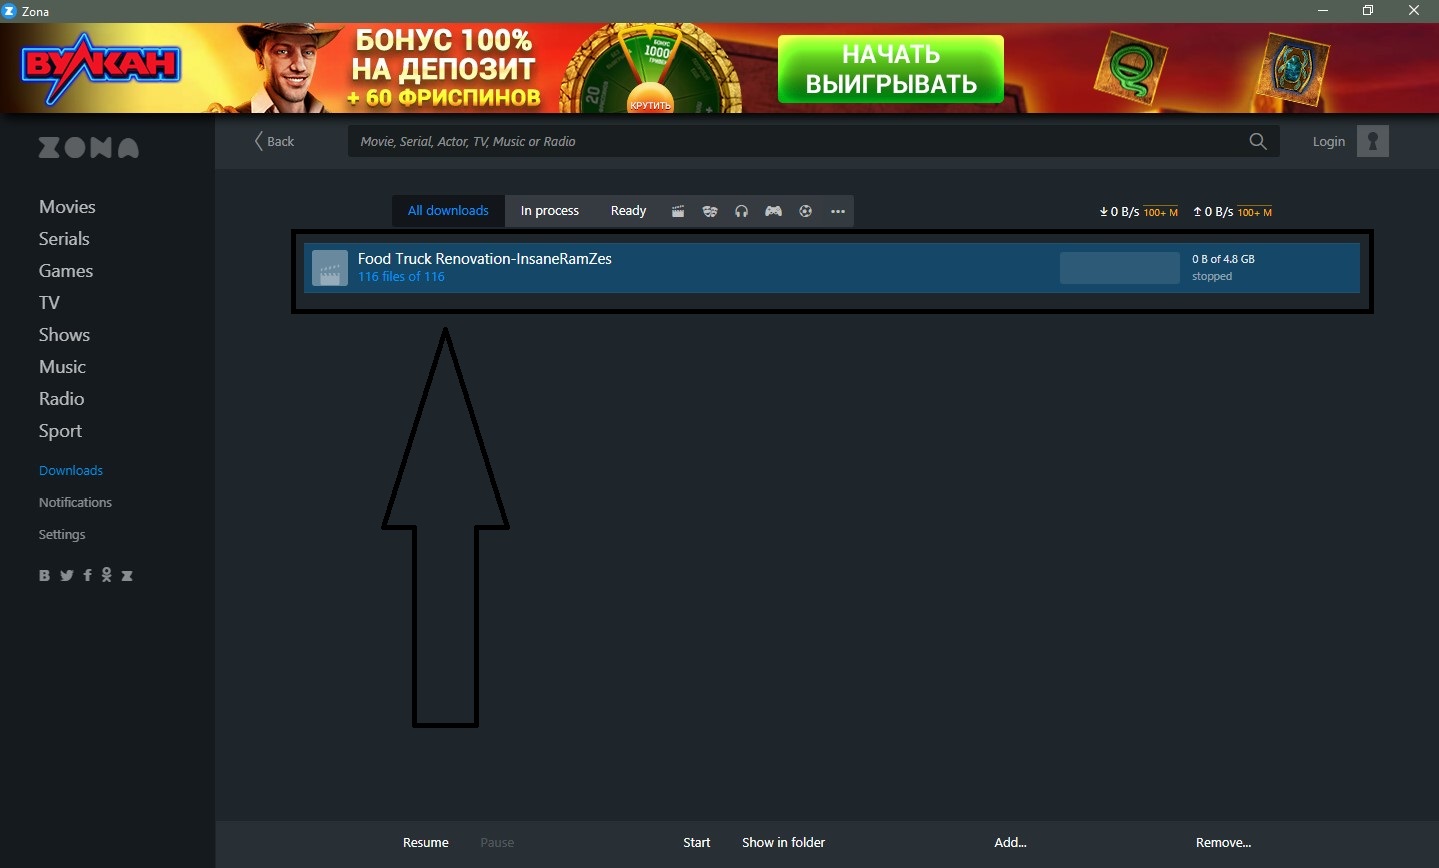 Zona
ВУЛКАН
БОНУС 100%
НА ДЕПОЗИТ
+ 60 ФРИСПИНОВ
БОНУС
1000
ГРИВЕН
20
КРУТИТЬ
НАЧАТЬ
ВЫИГРЫВАТЬ
ZONA
Back
Movie, Serial, Actor, TV, Music or Radio
Login
Movies
Serials
Games
TV
Shows
Music
Radio
Sport
Downloads
Notifications
Settings
All downloads
In process
Ready
0 B/s 100+ M
0 B/s 100+ M
Food Truck Renovation-InsaneRamZes
116 files of 116
0 B of 4.8 GB
stopped
Resume
Pause
Start
Show in folder
Add...
Remove...